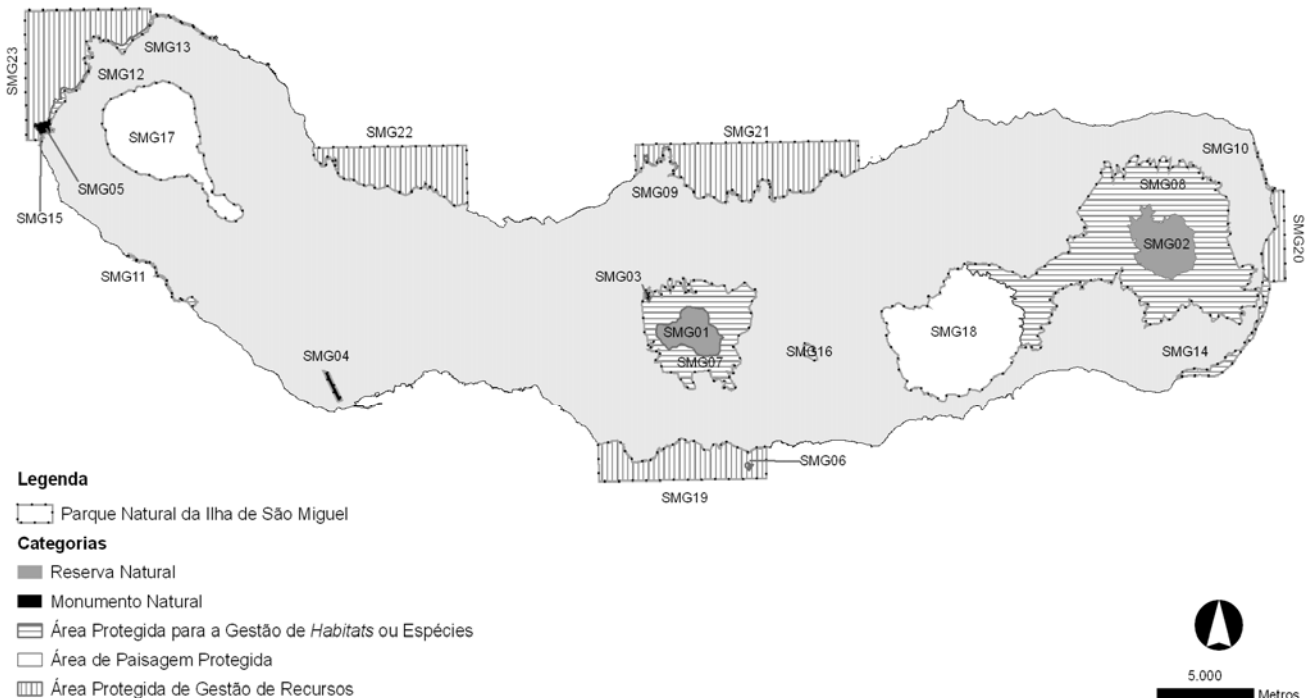 SMG23
SMG13
SMG12
SMG17
SMG22
SMG21
SMG10
SMG09
SMG08
SMG05
SMG15
SMG02
SMG20
SMG11
SMG03
SMG01
SMG18
SMG16
SMG14
SMG04
SMG07
SMG06
SMG19
Legenda
Parque Natural da Ilha de São Miguel
Categorias
Reserva Natural
Monumento Natural
Área Protegida para a Gestão de Habitats ou Espécies
Área de Paisagem Protegida
Área Protegida de Gestão de Recursos
5.000
Metros